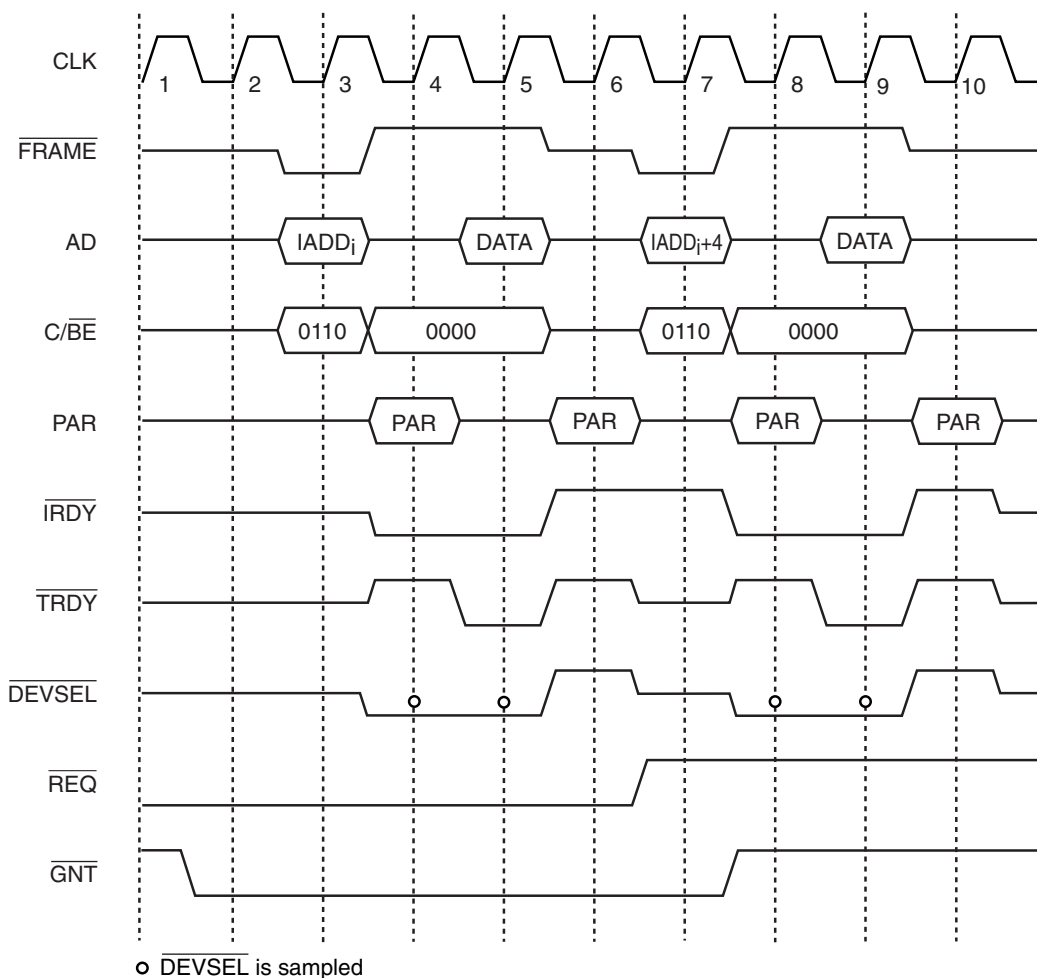 CLK
1 2 3 4 5 6 7 8 9 10
FRAME
AD
IADDi DATA IADDi+4 DATA
C/BE
0110 0000 0110 0000
PAR
PAR PAR PAR PAR
IRDY
TRDY
DEVSEL
REQ
GNT
DEVSEL is sampled